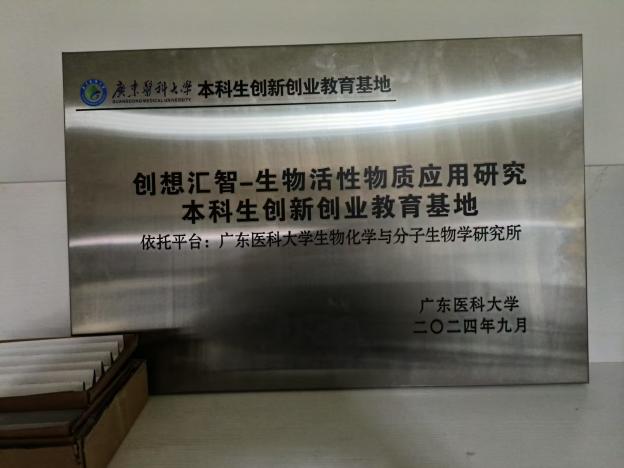 廣東醫科大學 本科生创新创业教育基地
GUANGDONG MEDICAL UNIVERSITY
创想汇智-生物活性物质应用研究
本科生创新创业教育基地
依托平台：广东医科大学生物化学与分子生物学研究所
广东医科大学
二〇二四年九月